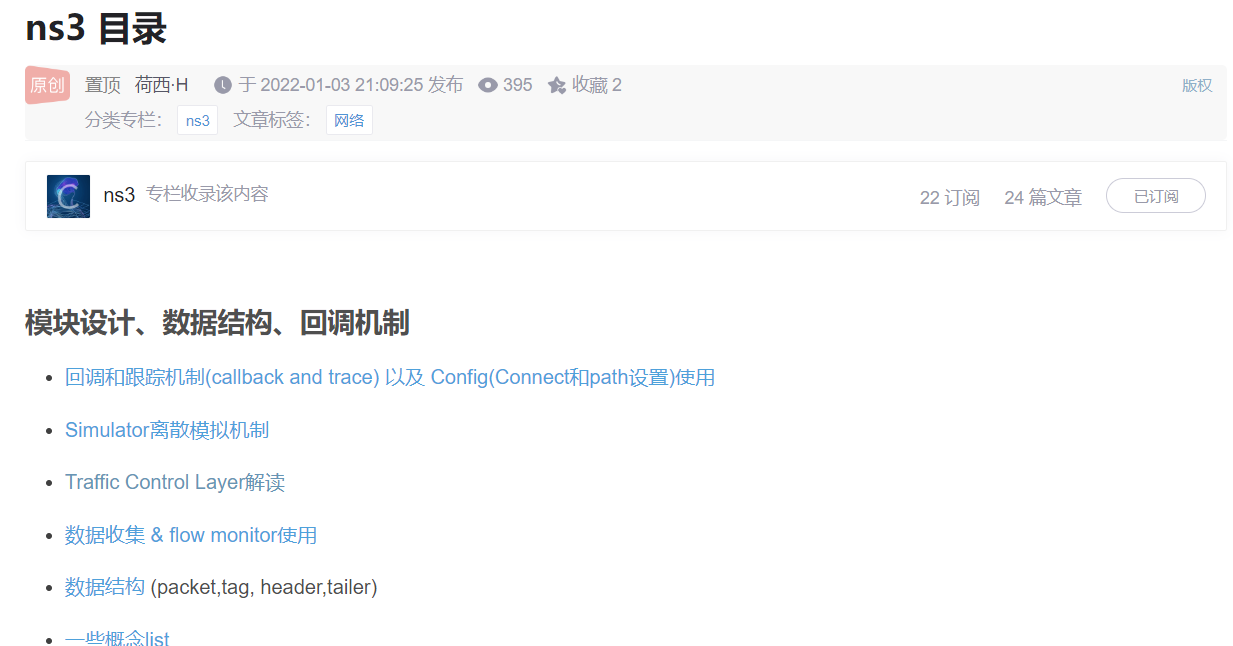 ns3 目录
原创 置顶 荷西·H 于 2022-01-03 21:09:25 发布 395 收藏 2 版权
分类专栏： ns3 文章标签： 网络
ns3 专栏收录该内容 22 订阅 24 篇文章 已订阅
模块设计、数据结构、回调机制
回调和跟踪机制(callback and trace) 以及 Config(Connect和path设置)使用
Simulator离散模拟机制
Traffic Control Layer解读
数据收集 & flow monitor使用
数据结构 (packet,tag, header,tailer)
一些概念list